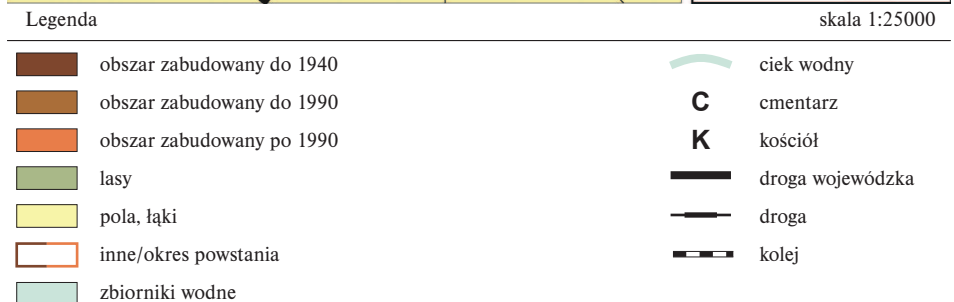 Legenda
skala 1:25000
obszar zabudowany do 1940
obszar zabudowany do 1990
obszar zabudowany po 1990
lasy
pola, łąki
inne/okres powstania
zbiorniki wodne
ciek wodny
C cmentarz
K kościół
droga wojewódzka
droga
kolej